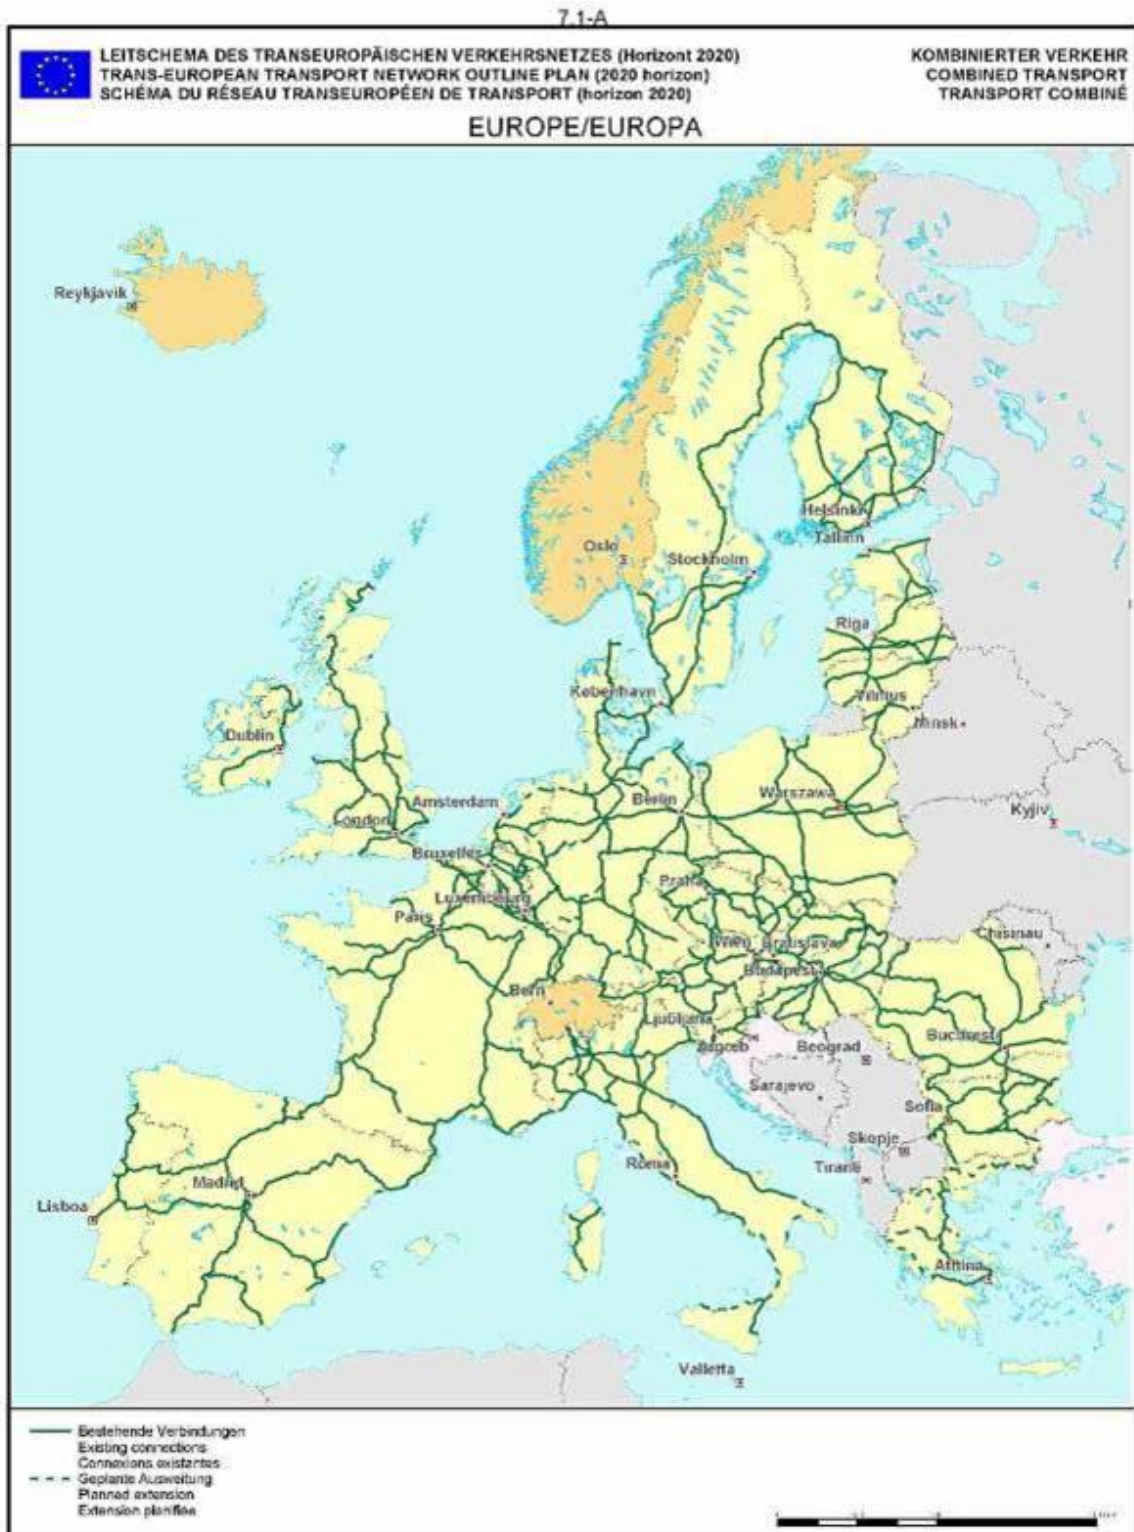 7.1-A
LEITSCHEMA DES TRANSEUROPÄISCHEN VERKEHRSNETZES (Horizont 2020)
TRANS-EUROPEAN TRANSPORT NETWORK OUTLINE PLAN (2020 horizon)
SCHÉMA DU RÉSEAU TRANSEUROPÉEN DE TRANSPORT (horizon 2020)
KOMBINIERTER VERKEHR
COMBINED TRANSPORT
TRANSPORT COMBINÉ
EUROPE/EUROPA
Reykjavik
Helsinki
Tallinn
Oslo
Stockholm
Riga
København
Vilnius
Minsk
Dublin
Amsterdam
Berlin
Warszawa
London
Kyjiv
Bruxelles
Praha
Luxembourg
Paris
Chisinau
Wien
Bratislava
Budapest
Bern
Ljubljana
Zagreb
Beograd
Bucharest
Sarajevo
Sofia
Skopje
Roma
Tiranë
Madrid
Lisboa
Athina
Valletta
Bestehende Verbindungen
Existing connections
Connexions existantes
Geplante Ausweitung
Planned extension
Extension planifiée